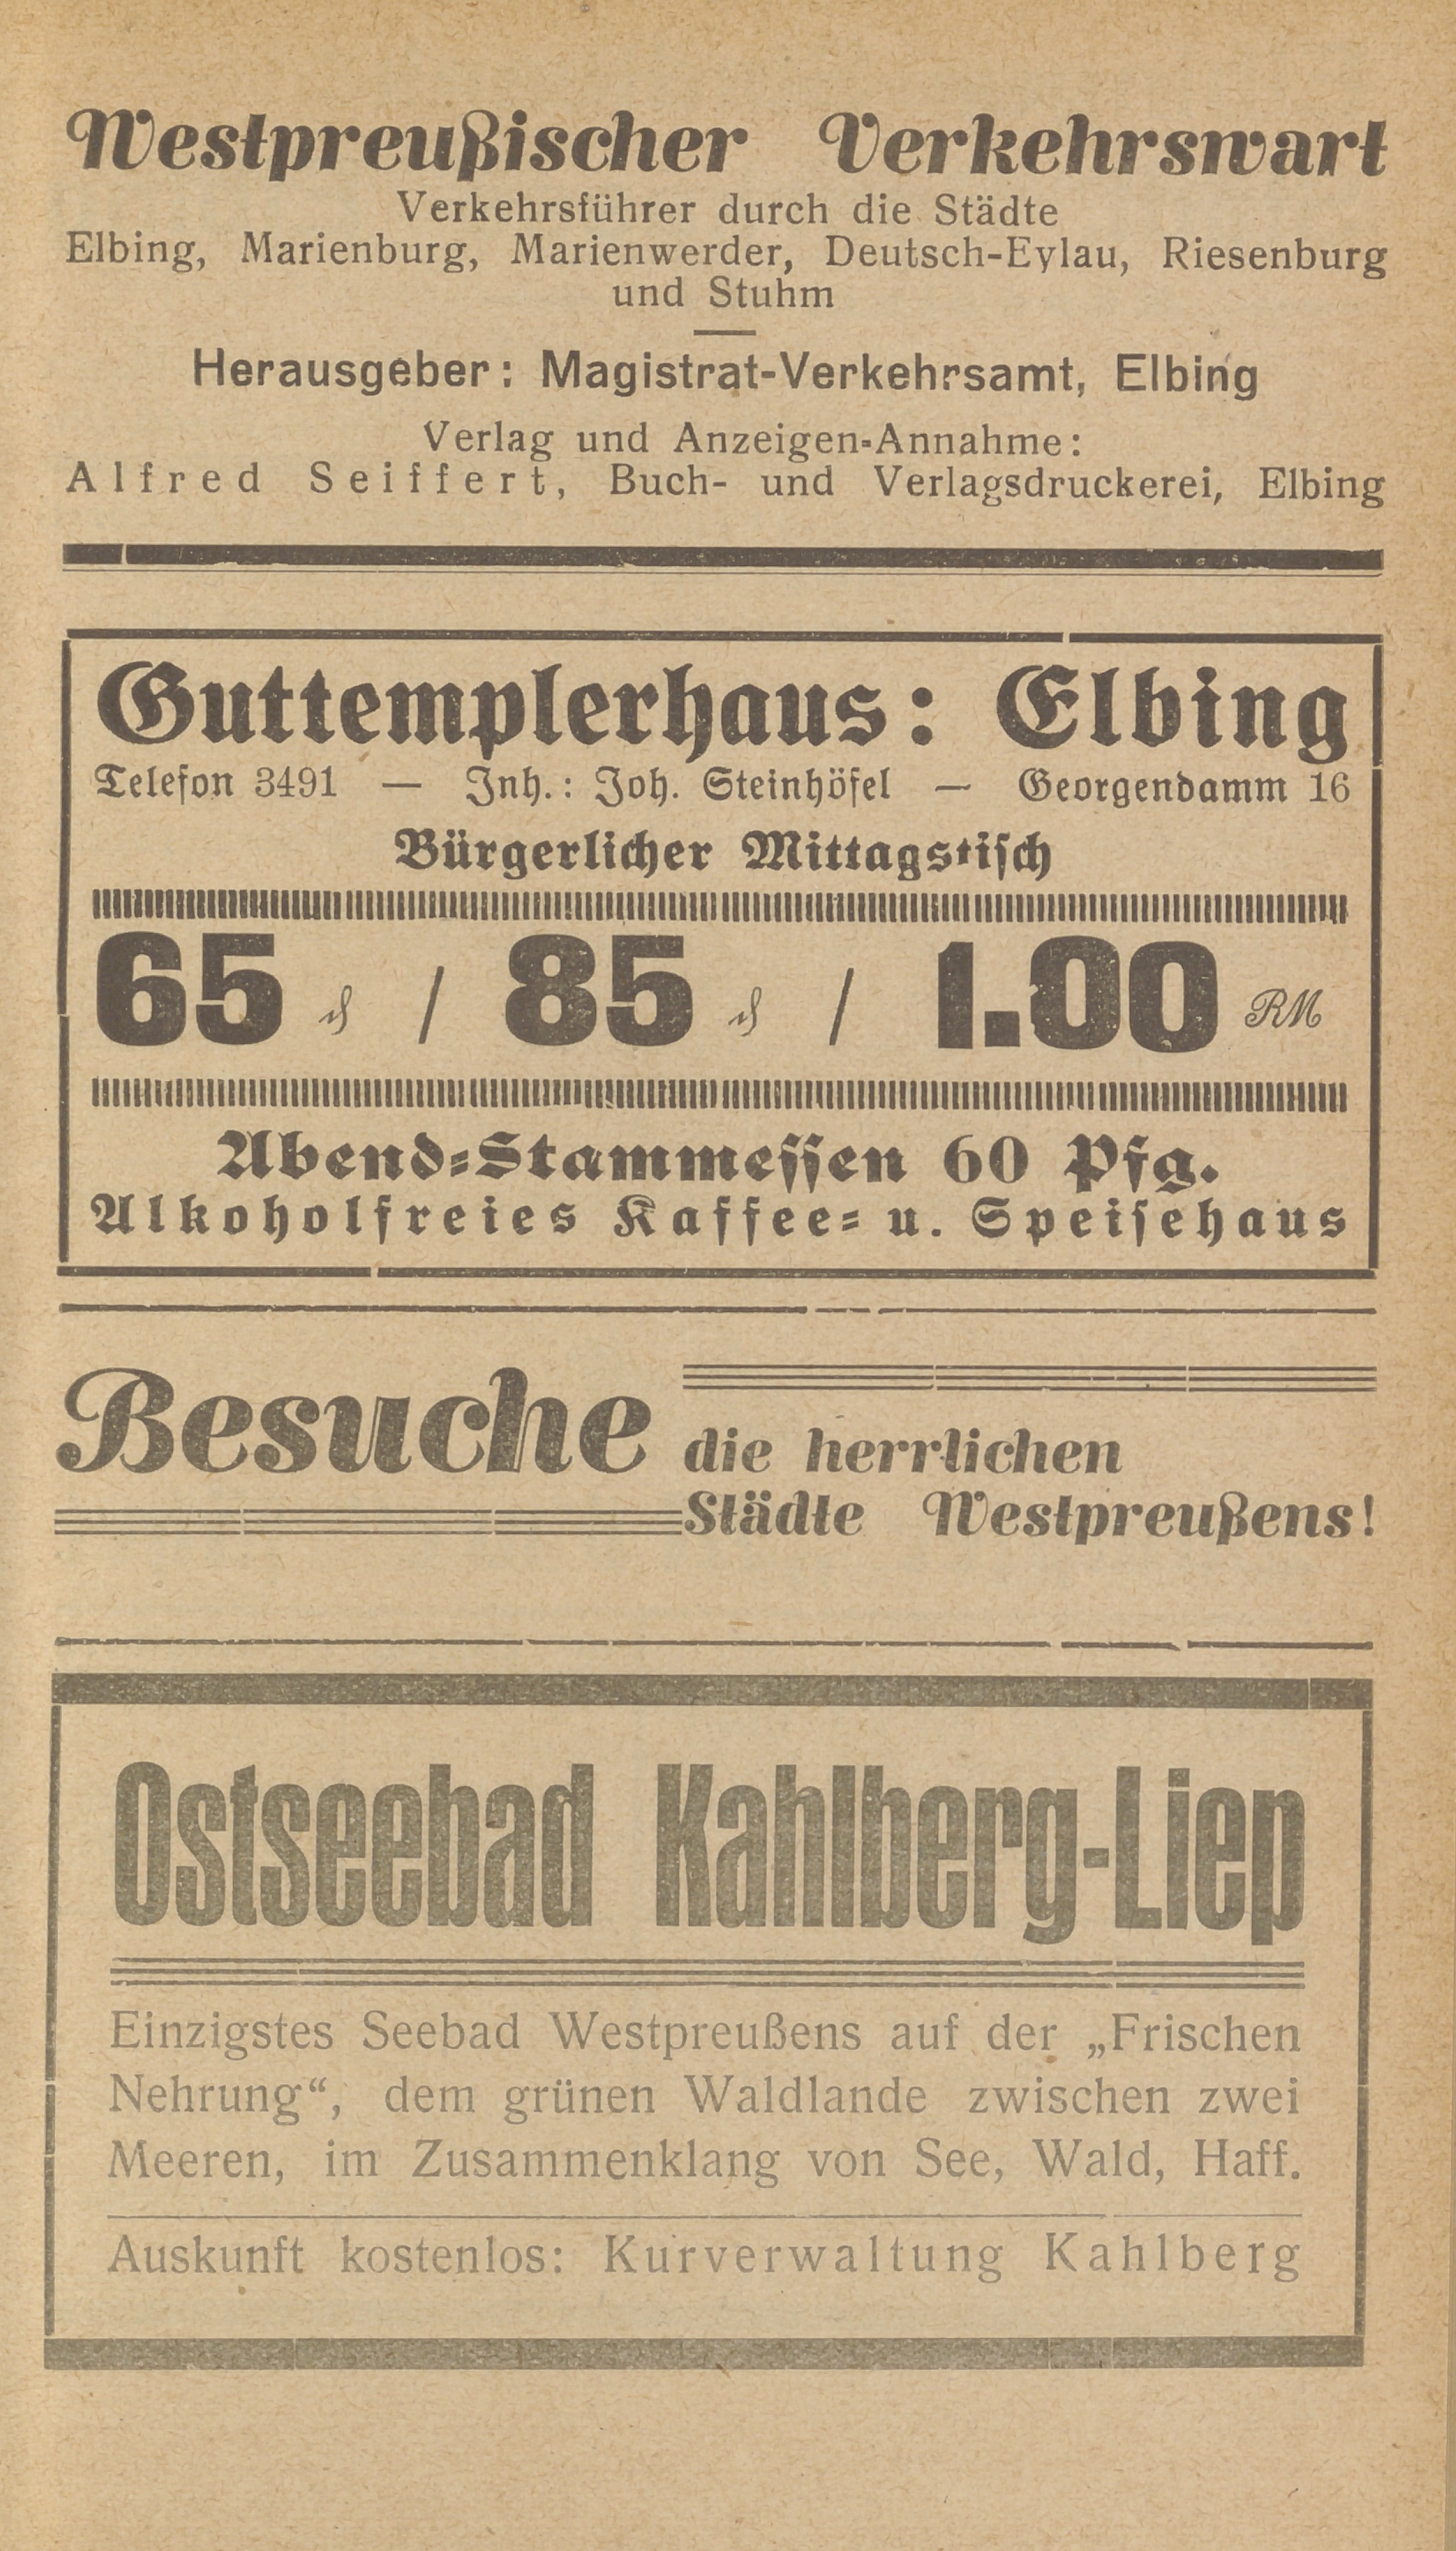 Westpreußischer Verkehrswart
Verkehrsführer durch die Städte
Elbing, Marienburg, Marienwerder, Deutsch-Eylau, Riesenburg
und Stuhm
Herausgeber: Magistrat-Verkehrsamt, Elbing
Verlag und Anzeigen-Annahme:
Alfred Seiffert, Buch- und Verlagsdruckerei, Elbing
Guttemplerhaus: Elbing
Telefon 3491 — Inh.: Joh. Steinhöfel — Georgendamm 16
Bürgerlicher Mittagstisch
65 ₰ / 85 ₰ / 1.00 RM
Abend-Stammessen 60 Pfg.
Alkoholfreies Kaffee- u. Speisehaus
Besuche die herrlichen
Städte Westpreußens!
Ostseebad Kahlberg-Liep
Einzigstes Seebad Westpreußens auf der „Frischen
Nehrung“, dem grünen Waldlande zwischen zwei
Meeren, im Zusammenklang von See, Wald, Haff.
Auskunft kostenlos: Kurverwaltung Kahlberg